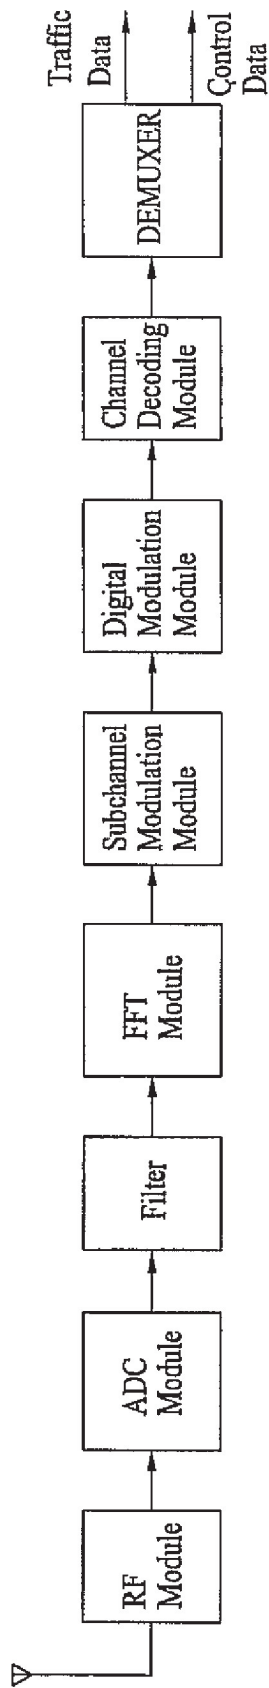 RF
Module
ADC
Module
Filter
FFT
Module
Subchannel
Modulation
Module
Digital
Modulation
Module
Channel
Decoding
Module
DEMUXER
Traffic
Data
Control
Data